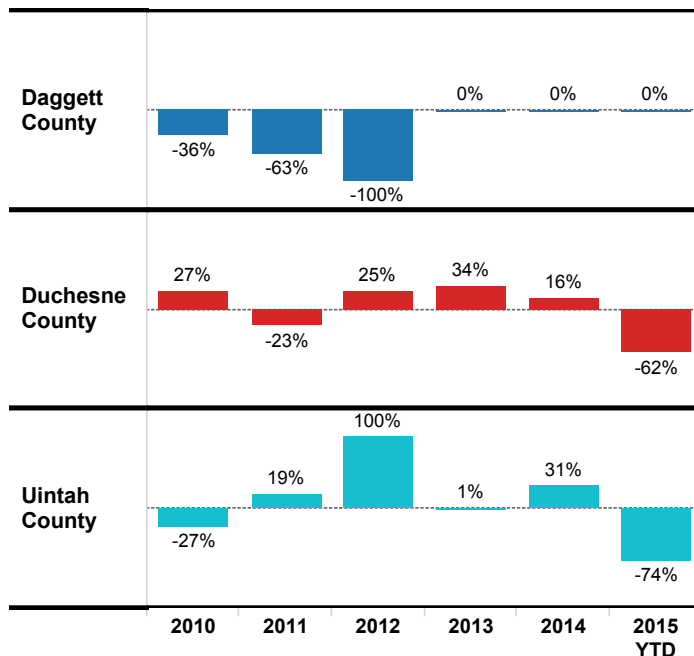 Daggett
County
0% 0% 0%
-36%
-63%
-100%
Duchesne
County
27% 25% 34% 16%
-23%
-62%
Uintah
County
100%
19% 1% 31%
-27%
-74%
2010 2011 2012 2013 2014 2015
YTD